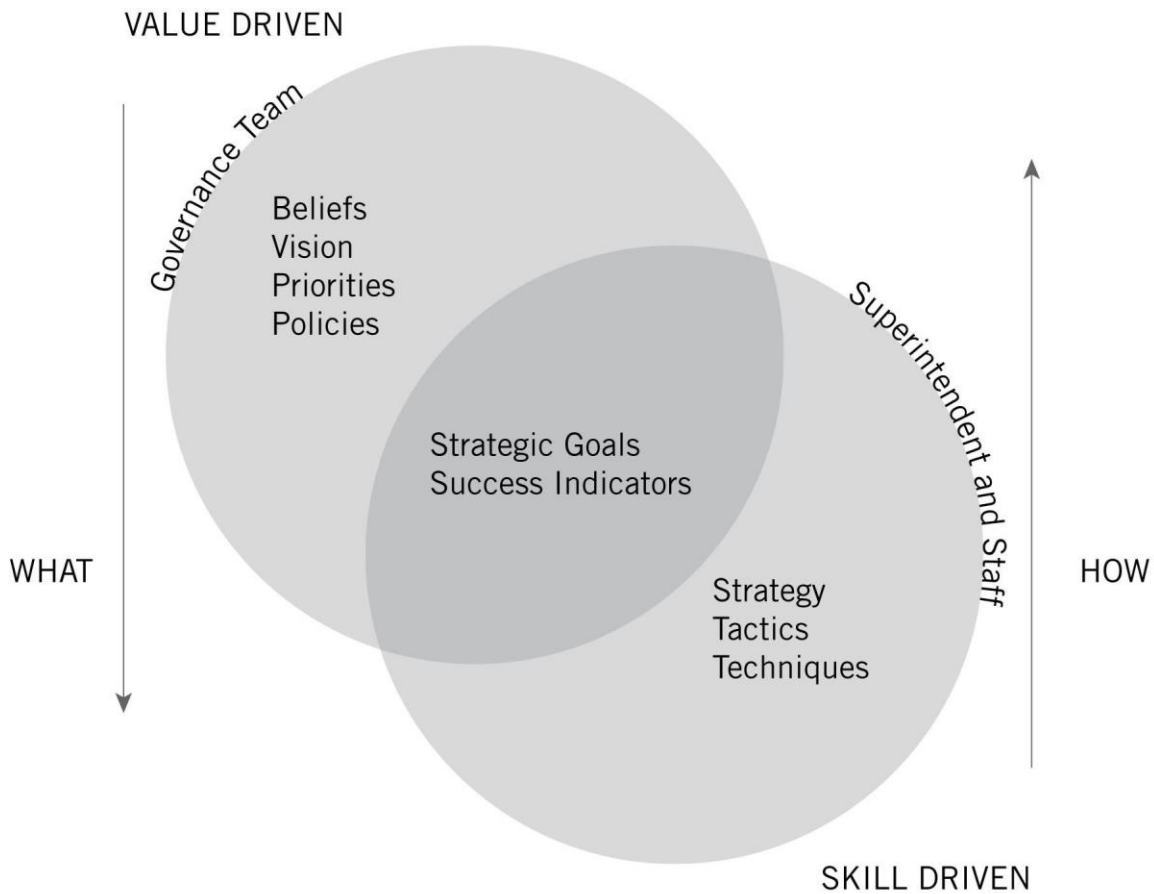 VALUE DRIVEN
Governance Team
Beliefs
Vision
Priorities
Policies
Superintendent and Staff
Strategic Goals
Success Indicators
WHAT
HOW
Strategy
Tactics
Techniques
SKILL DRIVEN